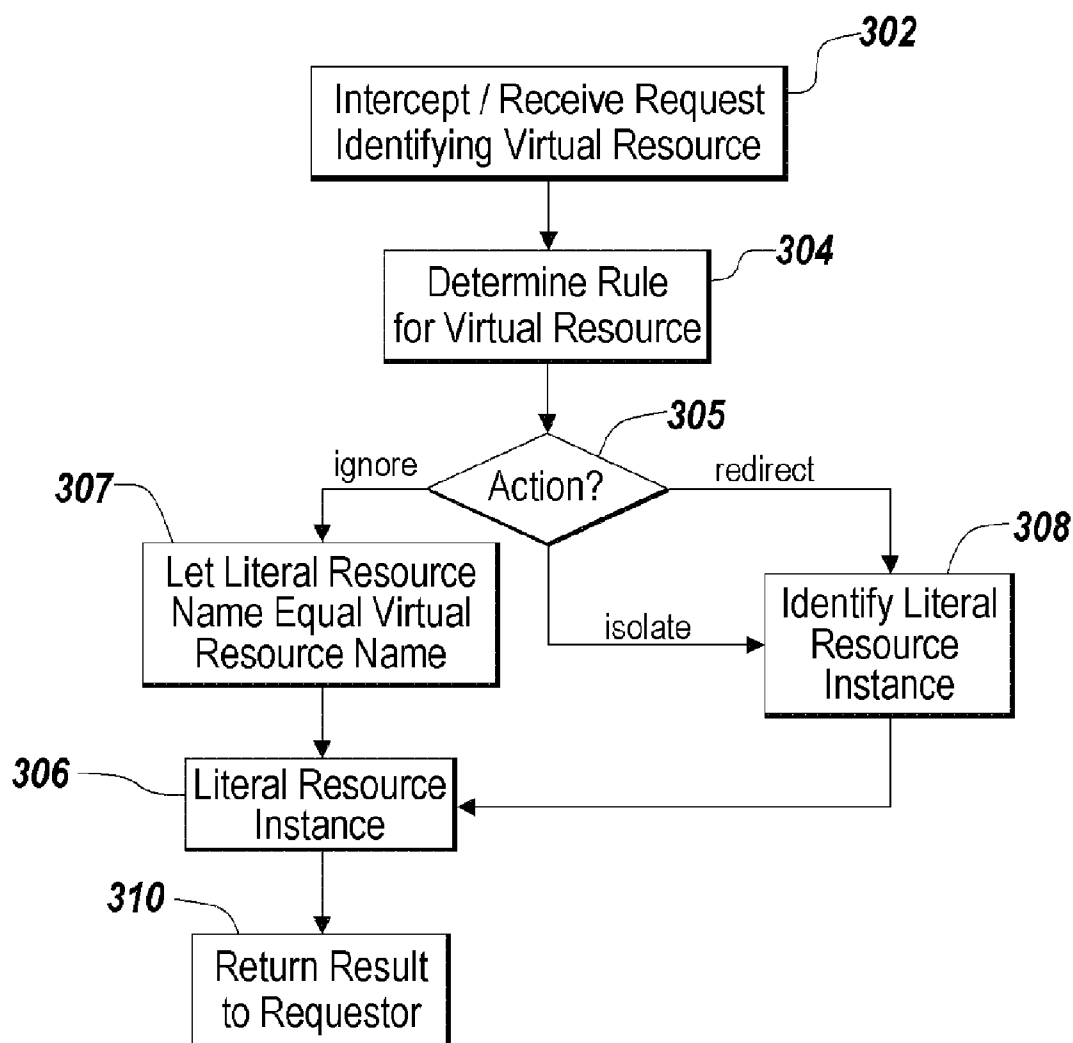 302
Intercept / Receive Request
Identifying Virtual Resource
304
Determine Rule
for Virtual Resource
305
ignore
Action?
redirect
307
308
Let Literal Resource
Name Equal Virtual
Resource Name
isolate
Identify Literal
Resource
Instance
306
Literal Resource
Instance
310
Return Result
to Requestor